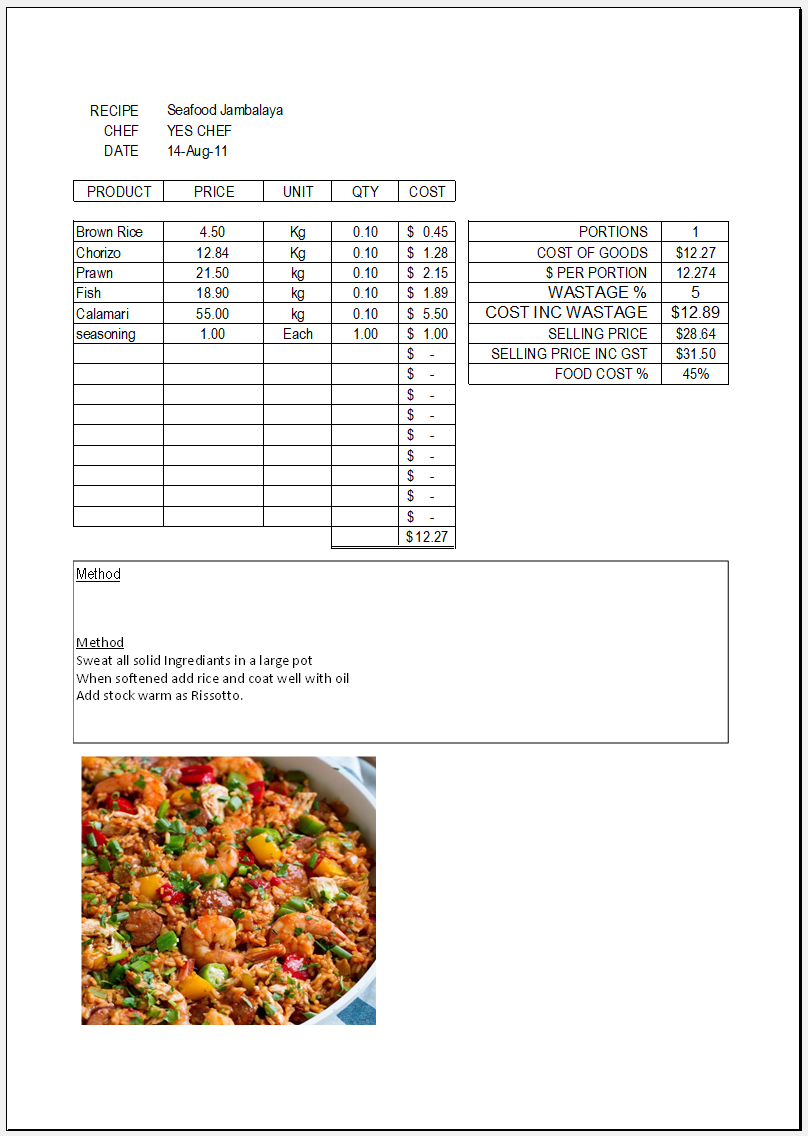 RECIPE Seafood Jambalaya
CHEF YES CHEF
DATE 14-Aug-11
PRODUCT PRICE UNIT QTY COST
Brown Rice 4.50 Kg 0.10 $ 0.45 PORTIONS 1
Chorizo 12.84 Kg 0.10 $ 1.28 COST OF GOODS $12.27
Prawn 21.50 kg 0.10 $ 2.15 $ PER PORTION 12.274
Fish 18.90 kg 0.10 $ 1.89 WASTAGE % 5
Calamari 55.00 kg 0.10 $ 5.50 COST INC WASTAGE $12.89
seasoning 1.00 Each 1.00 $ 1.00 SELLING PRICE $28.64
$ - SELLING PRICE INC GST $31.50
$ - FOOD COST % 45%
$ -
$ -
$ -
$ -
$ -
$ -
$ -
$12.27
Method
Method
Sweat all solid Ingrediants in a large pot
When softened add rice and coat well with oil
Add stock warm as Rissotto.